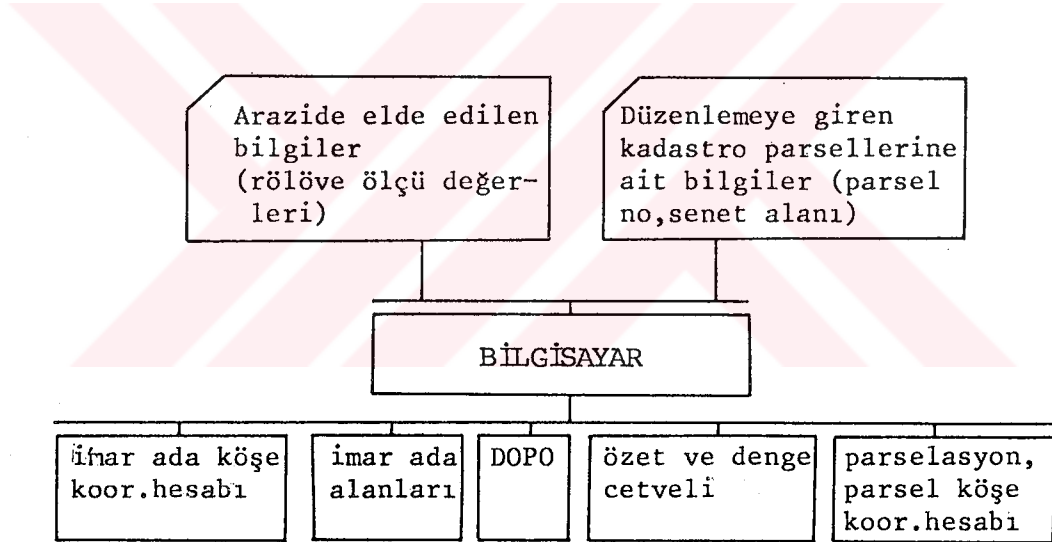 Arazide elde edilen
bilgiler
(rölöve ölçü değer-
leri)
Düzenlemeye giren
kadastro parsellerine
ait bilgiler (parsel
no,senet alanı)
BİLGİSAYAR
imar ada köşe
koor.hesabı
imar ada
alanları
DOPO
özet ve denge
cetveli
parselasyon,
parsel köşe
koor.hesabı